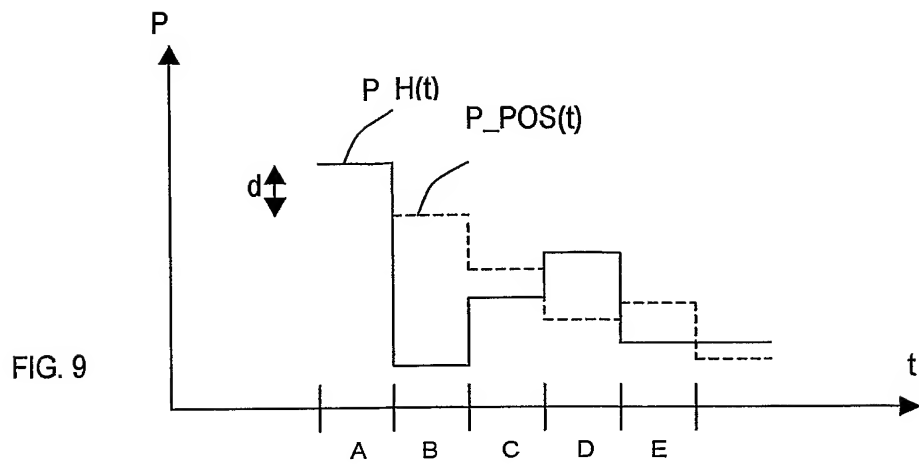 P
P H(t)
P_POS(t)
d
FIG. 9
t
A B C D E